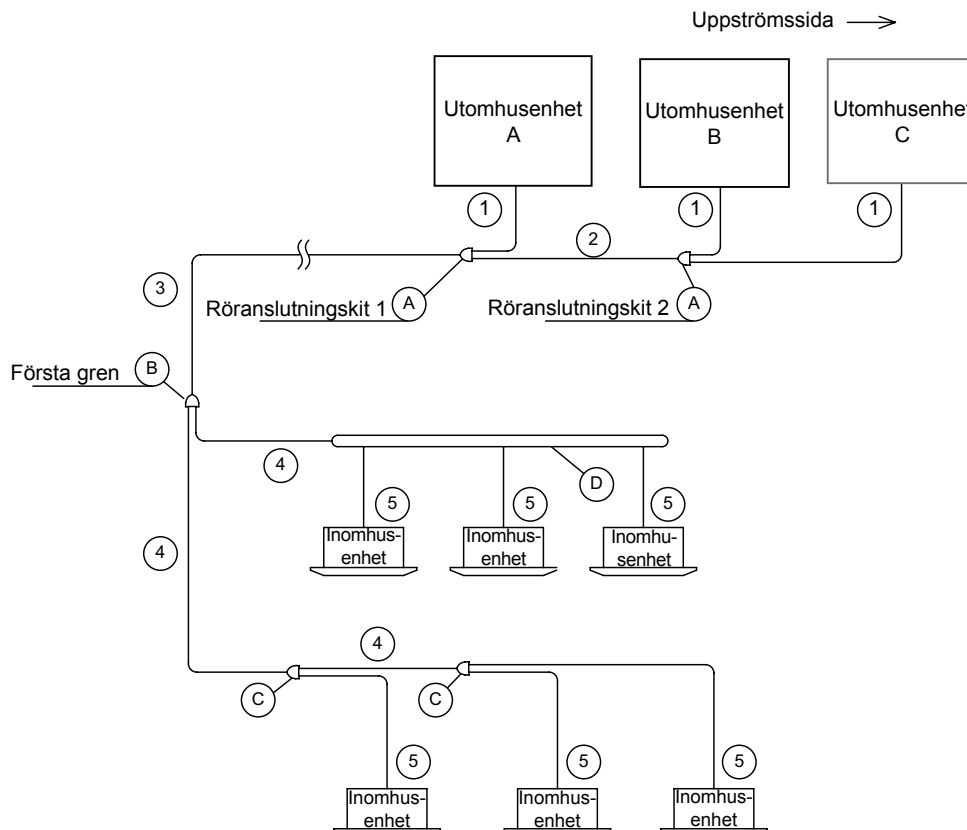 Uppströmssida
Utomhusenhet
A
Utomhusenhet
B
Utomhusenhet
C
1
1
1
2
3
Röranslutningskit 1
A
Röranslutningskit 2
A
Första gren
B
4
D
5
5
5
Inomhus-
enhet
Inomhus-
enhet
Inomhu-
senhet
4
4
C
C
5
5
5
Inomhus-
enhet
Inomhus-
enhet
Inomhus-
enhet